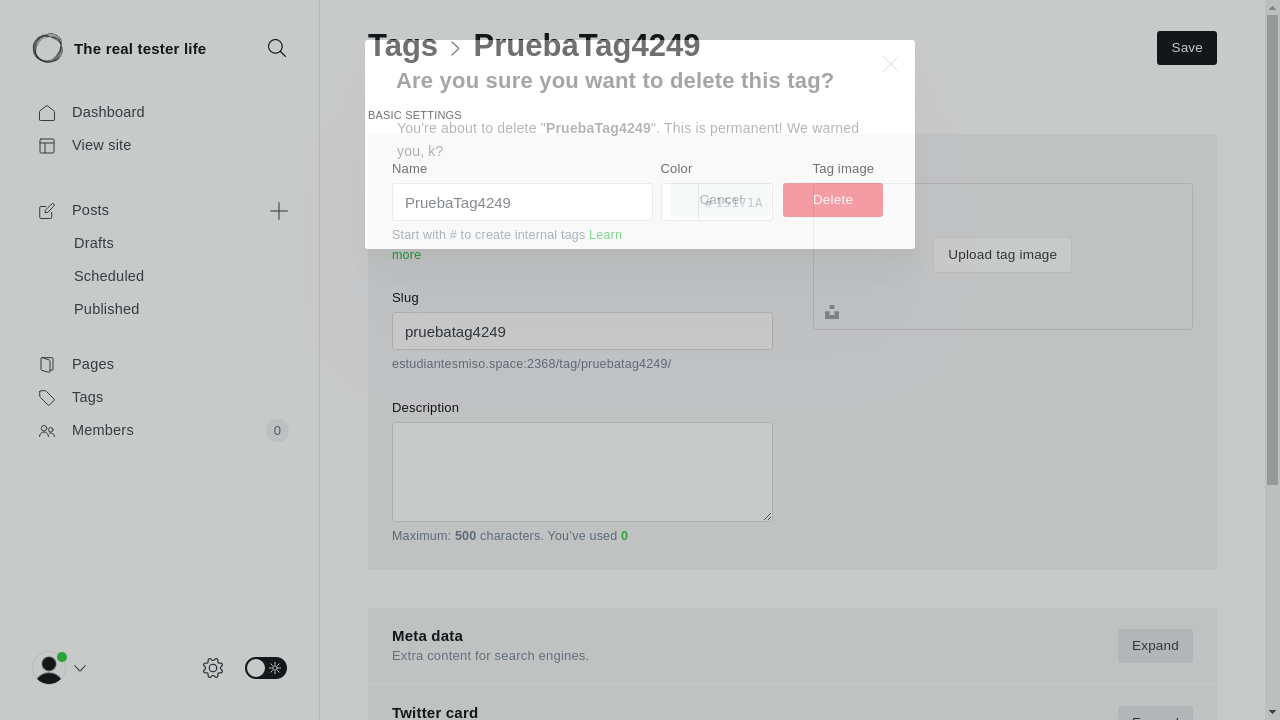 The real tester life
Dashboard
View site
Posts
Drafts
Scheduled
Published
Pages
Tags
Members
0
Tags
PruebaTag4249
Save
Are you sure you want to delete this tag?
BASIC SETTINGS
You're about to delete "PruebaTag4249". This is permanent! We warned
you, k?
Name
Color
Tag image
PruebaTag4249
# 15171A
Cancel
Delete
Start with # to create internal tags Learn
more
Upload tag image
Slug
pruebatag4249
estudiantesmiso.space:2368/tag/pruebatag4249/
Description
Maximum: 500 characters. You’ve used 0
Meta data
Extra content for search engines.
Expand
Twitter card
Expand